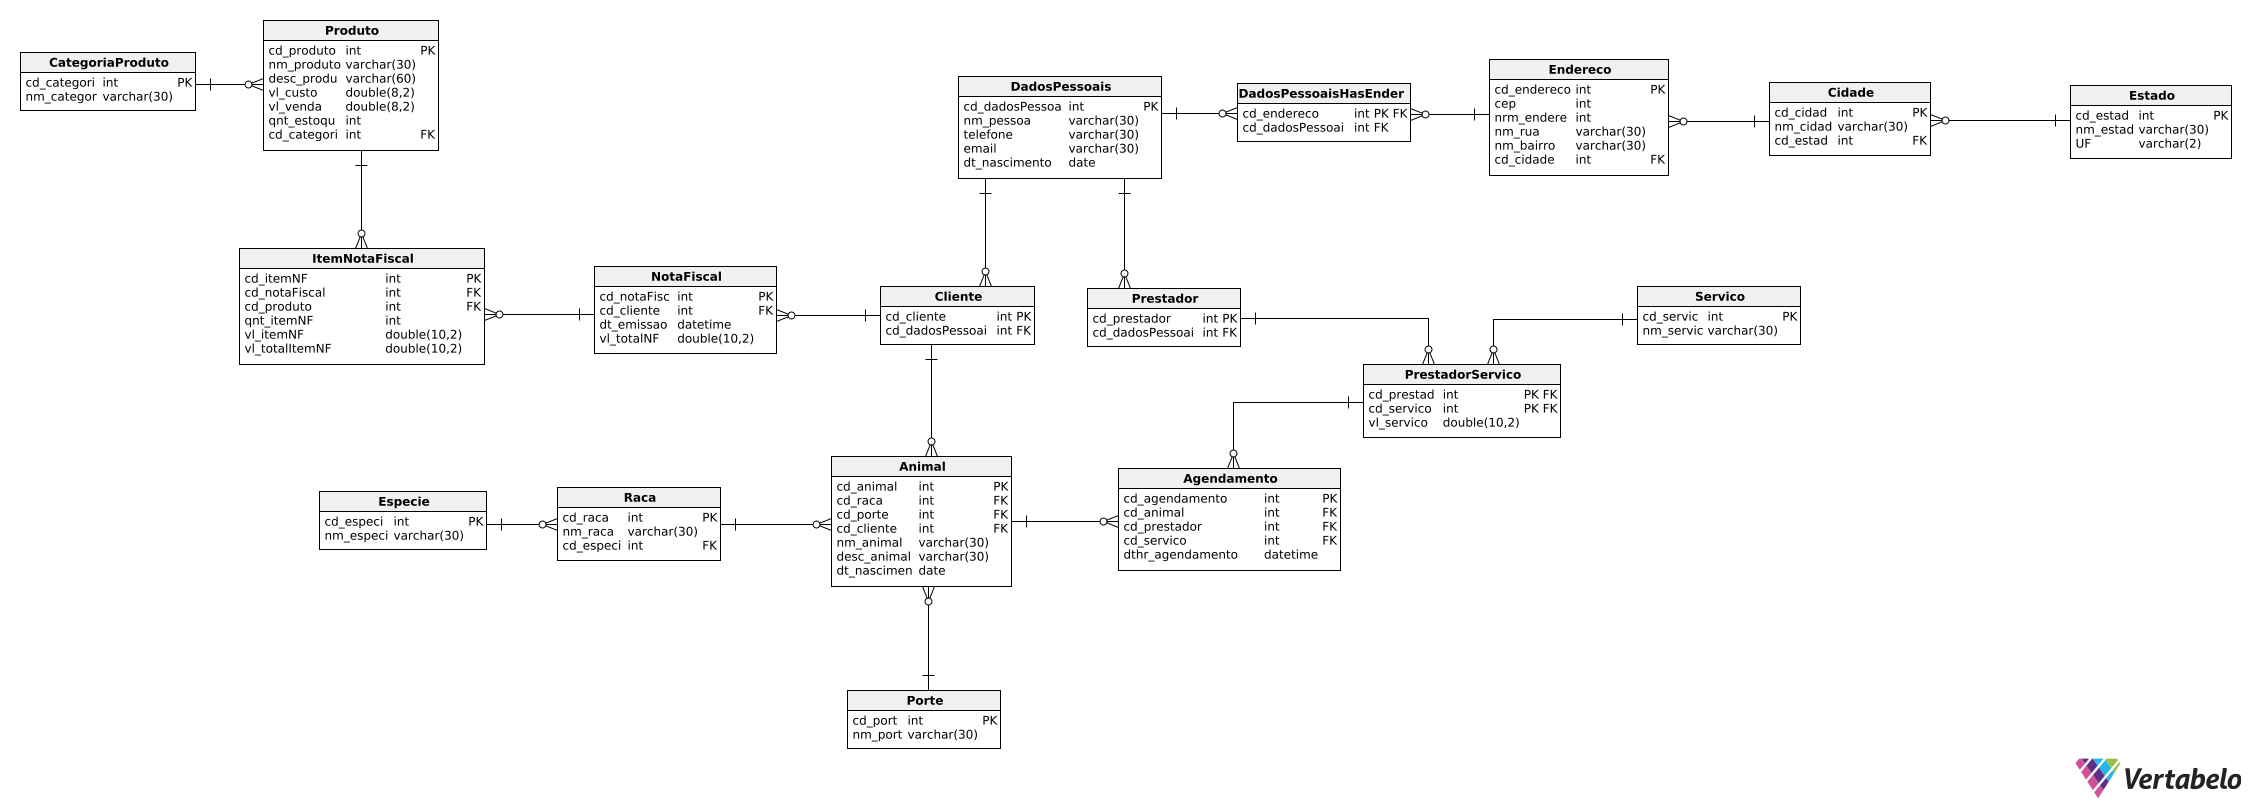 CategoriaProduto
cd_categori int PK
nm_categor varchar(30)
Produto
cd_produto int PK
nm_produto varchar(30)
desc_produ varchar(60)
vl_custo double(8,2)
vl_venda double(8,2)
qnt_estoqu int
cd_categori int FK
DadosPessoais
cd_dadosPessoa int PK
nm_pessoa varchar(30)
telefone varchar(30)
email varchar(30)
dt_nascimento date
DadosPessoaisHasEnder
cd_endereco int PK FK
cd_dadosPessoai int FK
Endereco
cd_endereco int PK
cep int
nrm_endere int
nm_rua varchar(30)
nm_bairro varchar(30)
cd_cidade int FK
Cidade
cd_cidad int PK
nm_cidad varchar(30)
cd_estad int FK
Estado
cd_estad int PK
nm_estad varchar(30)
UF varchar(2)
ItemNotaFiscal
cd_itemNF int PK
cd_notaFiscal int FK
cd_produto int FK
qnt_itemNF int
vl_itemNF double(10,2)
vl_totalItemNF double(10,2)
NotaFiscal
cd_notaFisc int PK
cd_cliente int FK
dt_emissao datetime
vl_totalNF double(10,2)
Cliente
cd_cliente int PK
cd_dadosPessoai int FK
Prestador
cd_prestador int PK
cd_dadosPessoai int FK
Servico
cd_servic int PK
nm_servic varchar(30)
PrestadorServico
cd_prestad int PK FK
cd_servico int PK FK
vl_servico double(10,2)
Especie
cd_especi int PK
nm_especi varchar(30)
Raca
cd_raca int PK
nm_raca varchar(30)
cd_especi int FK
Animal
cd_animal int PK
cd_raca int FK
cd_porte int FK
cd_cliente int FK
nm_animal varchar(30)
desc_animal varchar(30)
dt_nascimen date
Agendamento
cd_agendamento int PK
cd_animal int FK
cd_prestador int FK
cd_servico int FK
dthr_agendamento datetime
Porte
cd_port int PK
nm_port varchar(30)
Vertabelo